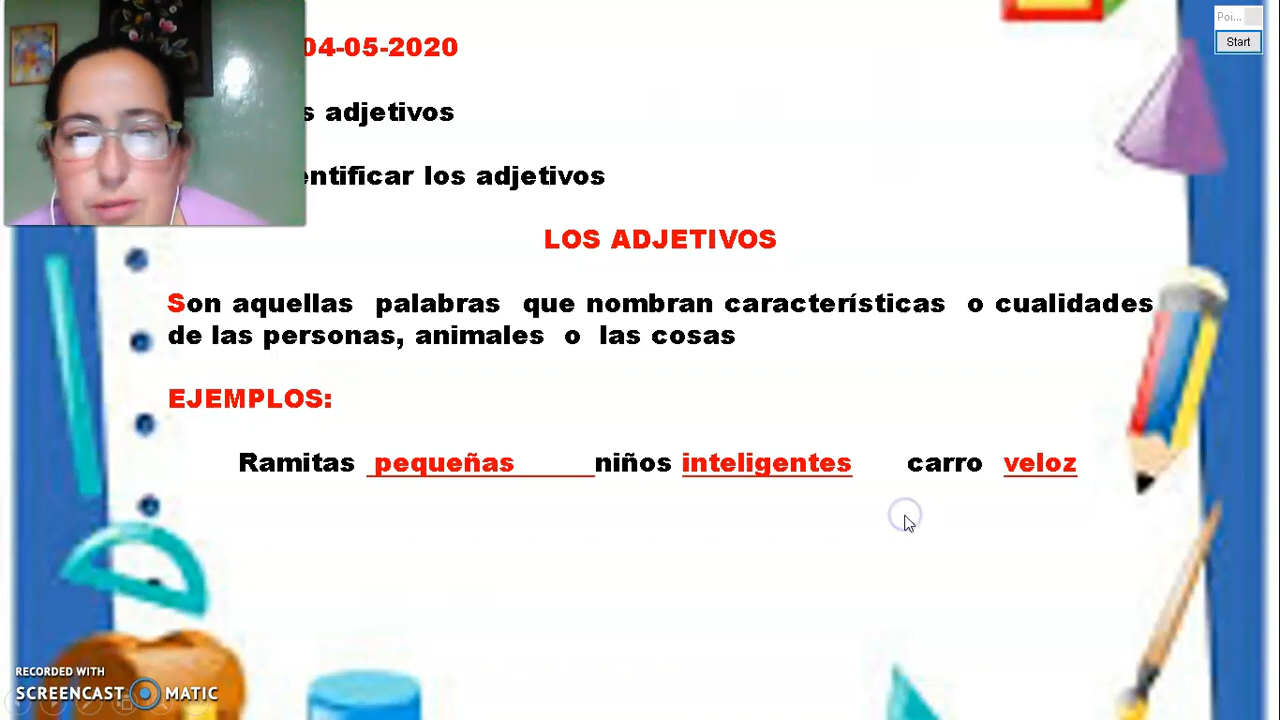 04-05-2020
Poi...
Start
s adjetivos
entificar los adjetivos
LOS ADJETIVOS
Son aquellas palabras que nombran características o cualidades
de las personas, animales o las cosas
EJEMPLOS:
Ramitas pequeñas niños inteligentes carro veloz
RECORDED WITH
SCREENCAST MATIC